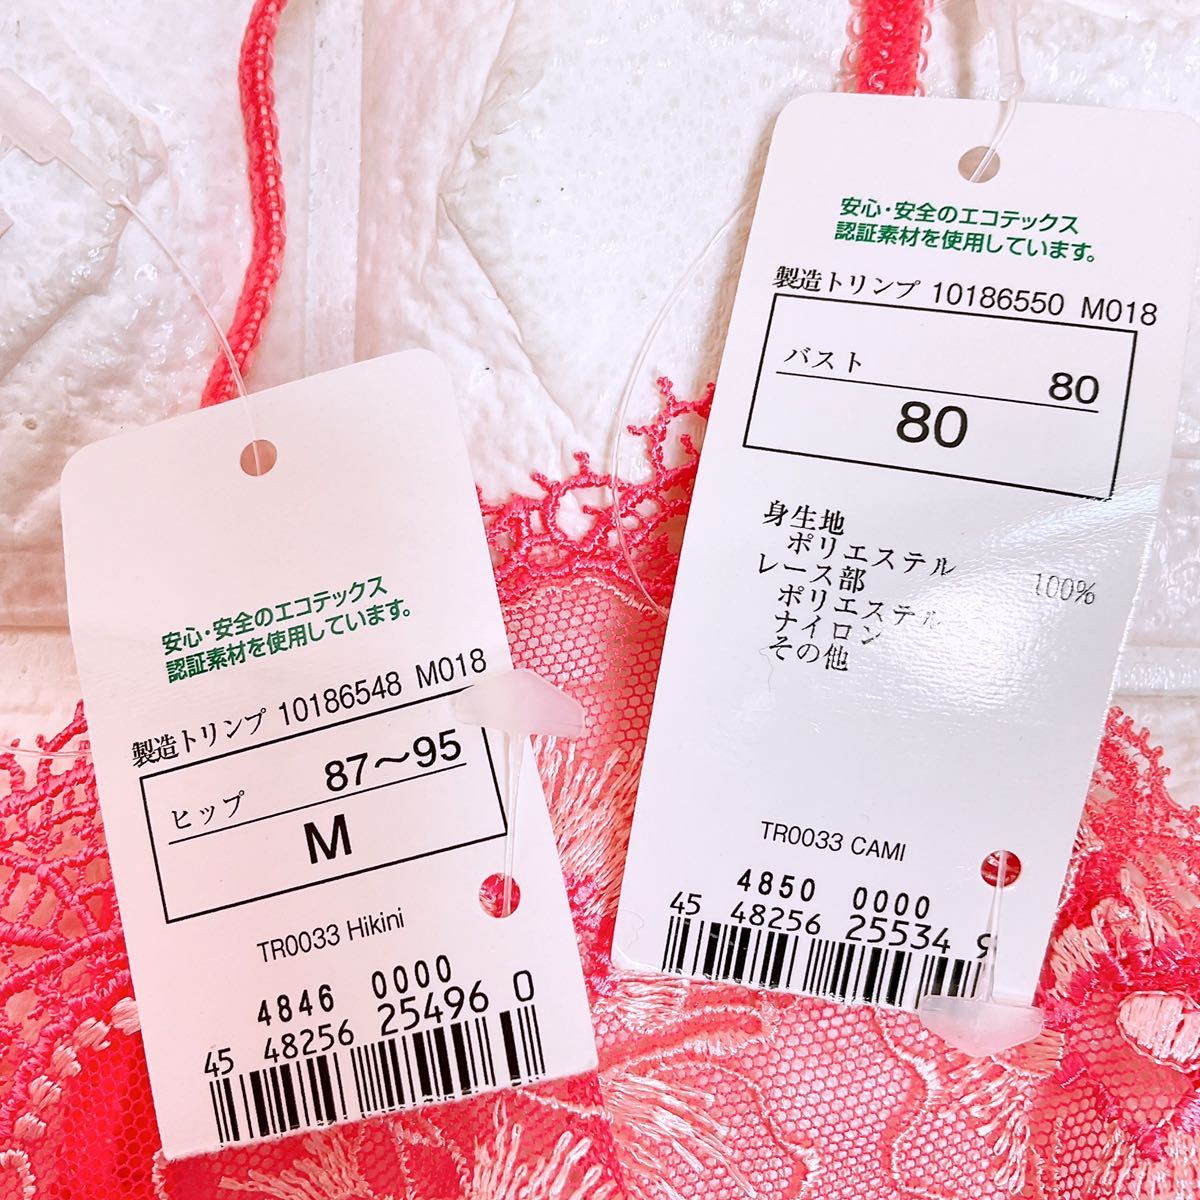 安心・安全のエコテックス
認証素材を使用しています。
製造トリンプ 10186548 M018
ヒップ 87～95
M
TR0033 Hikini
4846 0000
45 48256 25496 0
安心・安全のエコテックス
認証素材を使用しています。
製造トリンプ 10186550 M018
バスト 80
80
身生地
ポリエステル 100%
レース部
ポリエステル
ナイロン
その他
TR0033 CAMI
4850 0000
45 48256 25534 9